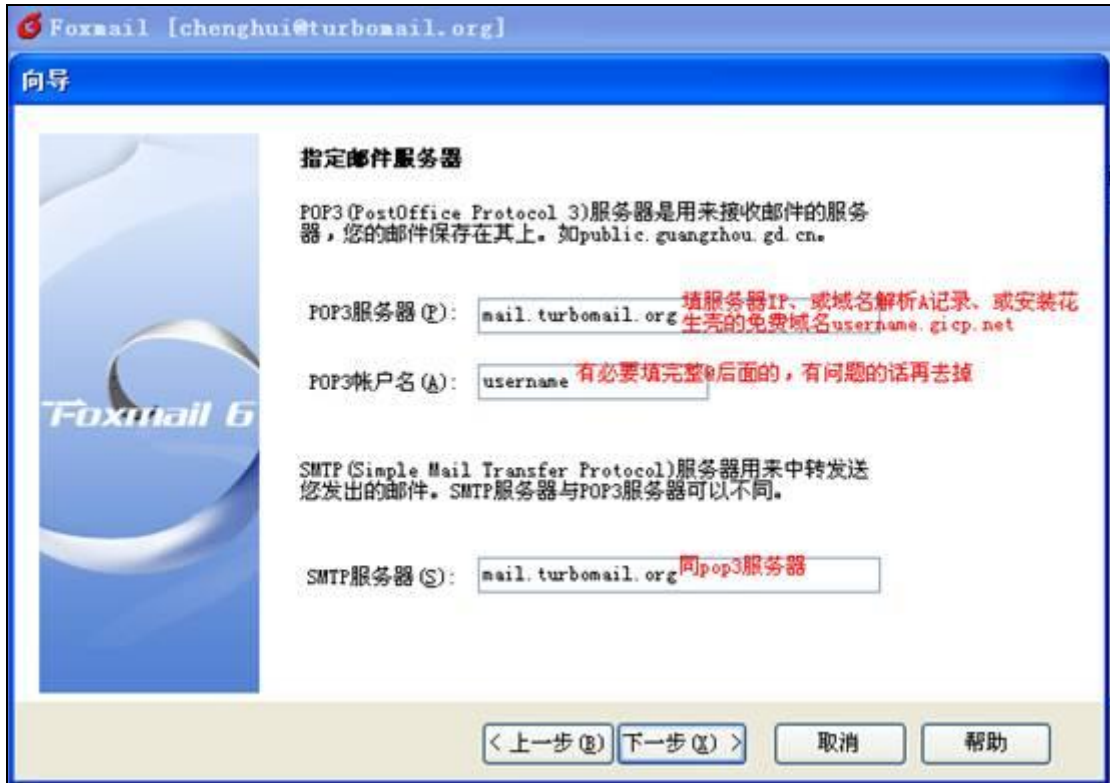 Foxmail [chenghui@turbomail.org]
向导
指定邮件服务器
POP3(PostOffice Protocol 3)服务器是用来接收邮件的服务
器，您的邮件保存在其上。如public.guangzhou.gd.cn。
POP3服务器(P): mail.turbomail.org 填服务器IP、或域名解析A记录、或安装花
生壳的免费域名username.gicp.net
POP3帐户名(A): username 有必要填完整@后面的，有问题的话再去掉
Foxmail 6
SMTP(Simple Mail Transfer Protocol)服务器用来中转发送
您发出的邮件。SMTP服务器与POP3服务器可以不同。
SMTP服务器(S): mail.turbomail.org 同pop3服务器
< 上一步(B) 下一步(X) > 取消 帮助